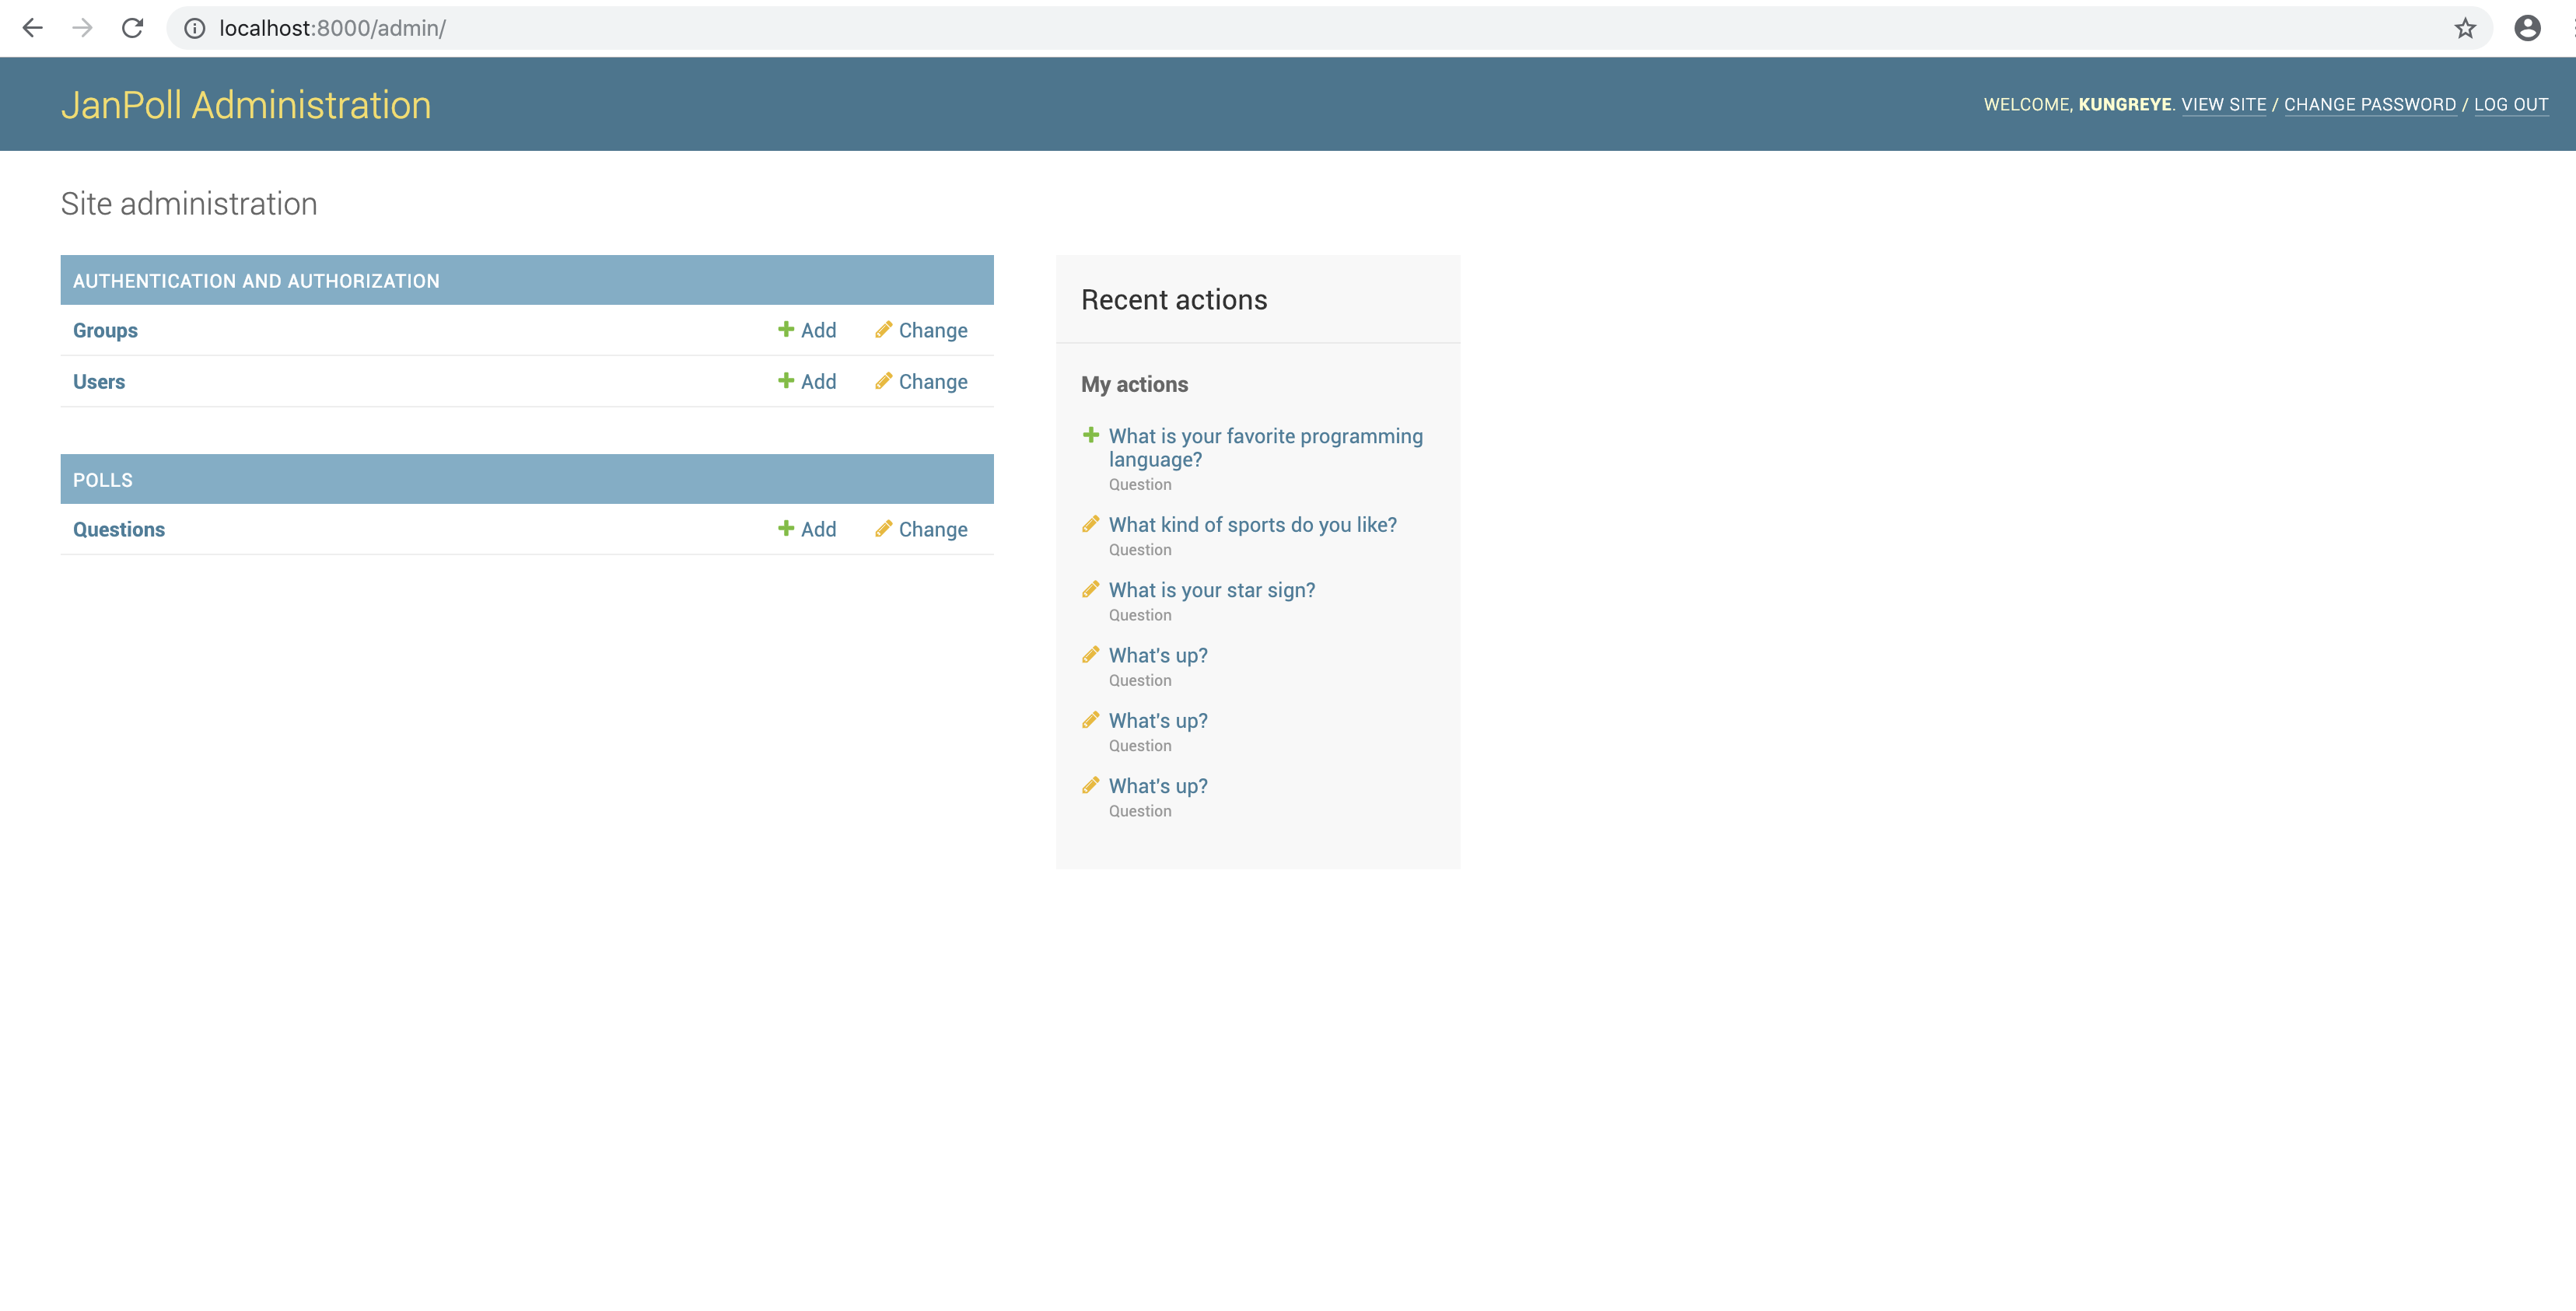 localhost:8000/admin/
JanPoll Administration
WELCOME, KUNGREYE. VIEW SITE / CHANGE PASSWORD / LOG OUT
Site administration
AUTHENTICATION AND AUTHORIZATION
Groups Add Change
Users Add Change
POLLS
Questions Add Change
Recent actions
My actions
What is your favorite programming
language?
Question
What kind of sports do you like?
Question
What is your star sign?
Question
What's up?
Question
What's up?
Question
What's up?
Question